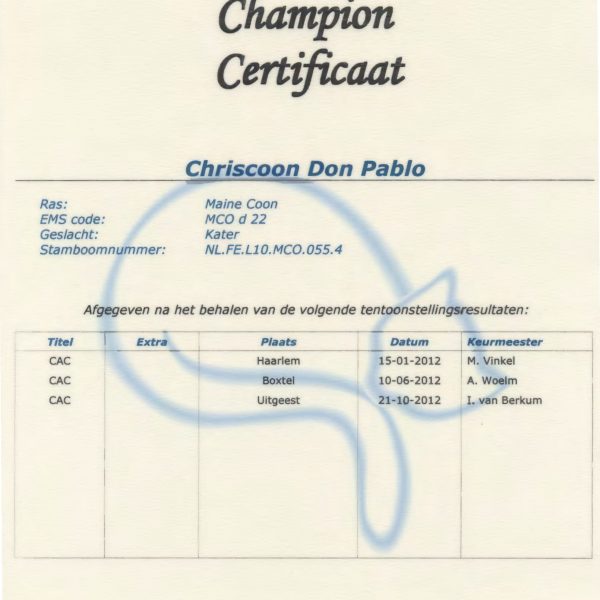 Champion
Certificaat
Chriscoon Don Pablo
Ras: Maine Coon
EMS code: MCO d 22
Geslacht: Kater
Stamboomnummer: NL.FE.L10.MCO.055.4
Afgegeven na het behalen van de volgende tentoonstellingsresultaten:
Titel Extra Plaats Datum Keurmeester
CAC Haarlem 15-01-2012 M. Vinkel
CAC Boxtel 10-06-2012 A. Woelm
CAC Uitgeest 21-10-2012 I. van Berkum